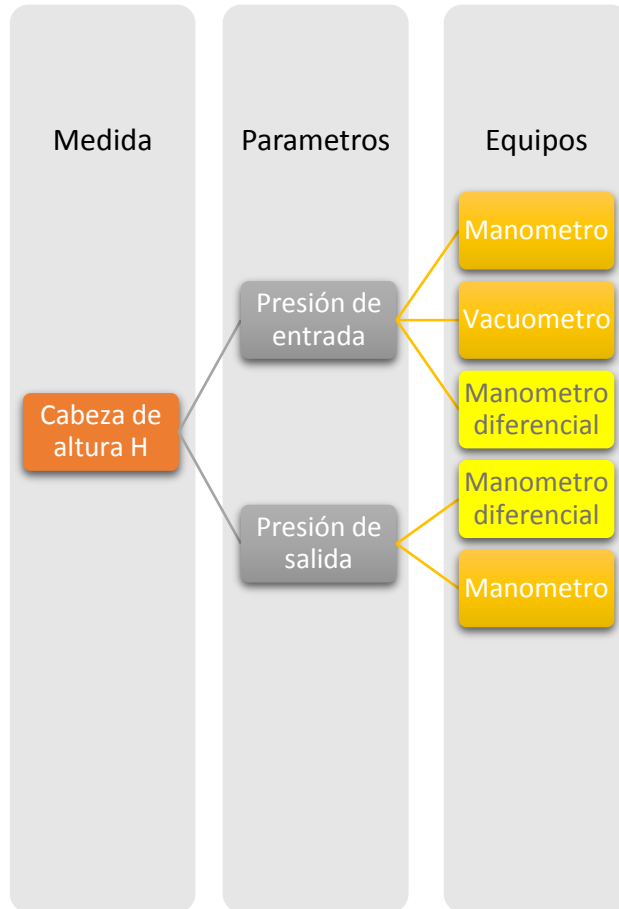 Medida
Parametros
Equipos
Cabeza de
altura H
Presión de
entrada
Presión de
salida
Manometro
Vacuometro
Manometro
diferencial
Manometro
diferencial
Manometro